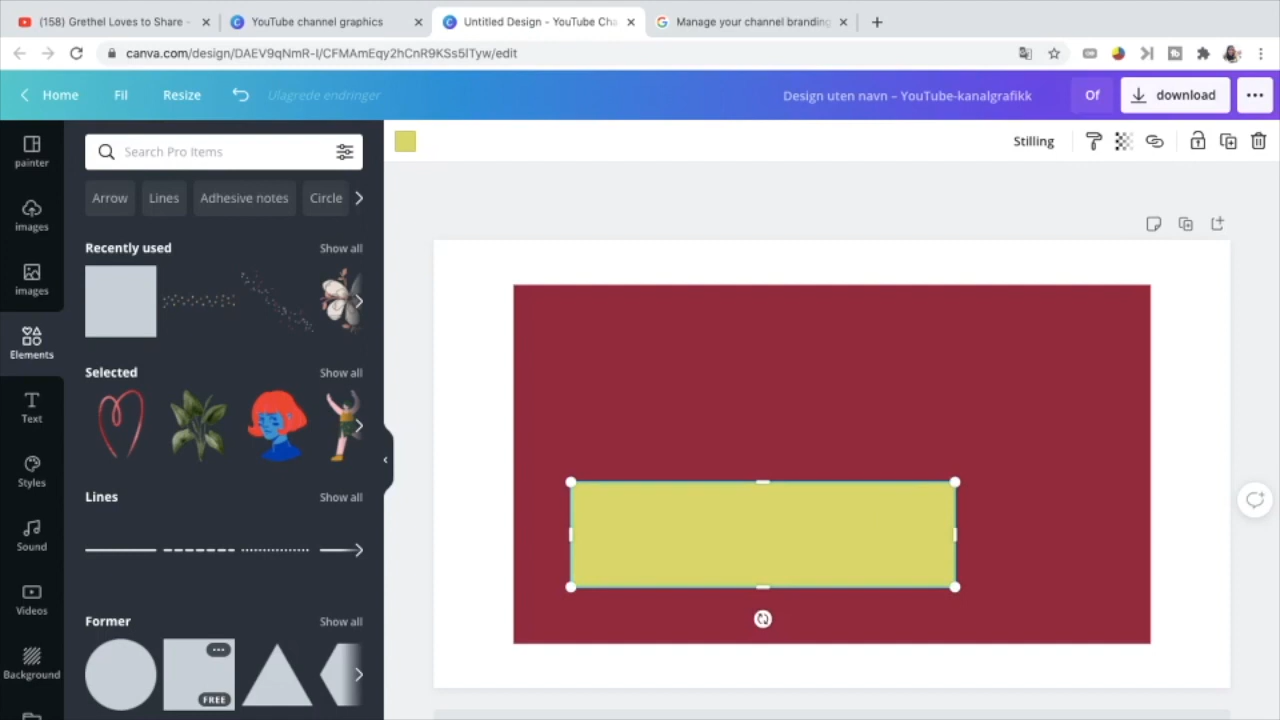 (158) Grethel Loves to Share -
YouTube channel graphics
Untitled Design - YouTube Cha
Manage your channel branding
canva.com/design/DAEV9qNmR-I/CFMAmEqy2hCnR9KSs5ITyw/edit
Home
Fil
Resize
Ulagrede endringer
Design uten navn – YouTube-kanalgrafikk
Of
download
painter
images
images
Elements
Text
Styles
Sound
Videos
Background
Search Pro Items
Arrow
Lines
Adhesive notes
Circle
Recently used
Show all
Selected
Show all
Lines
Show all
Former
Show all
FREE
Stilling